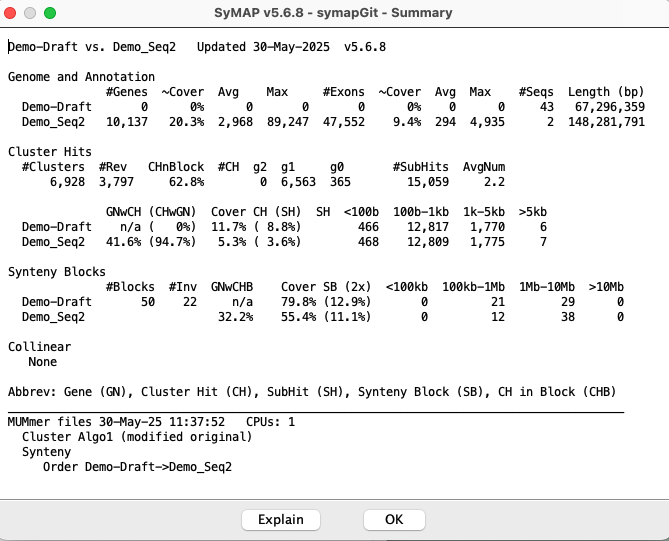 SyMAP v5.6.8 - symapGit - Summary
Demo-Draft vs. Demo_Seq2   Updated 30-May-2025  v5.6.8
Genome and Annotation
              #Genes  ~Cover  Avg    Max     #Exons  ~Cover  Avg  Max    #Seqs  Length (bp)
  Demo-Draft       0      0%    0      0          0      0%    0    0       43   67,296,359
  Demo_Seq2   10,137   20.3%  2,968  89,247  47,552    9.4%  294  4,935      2  148,281,791
Cluster Hits
  #Clusters  #Rev   CHnBlock  #CH  g2  g1     g0      #SubHits  AvgNum
      6,928  3,797     62.8%        0  6,563  365       15,059     2.2
              GNwCH (CHwGN)  Cover CH (SH)  SH  <100b  100b-1kb  1k-5kb  >5kb
  Demo-Draft    n/a (   0%)  11.7% ( 8.8%)        466    12,817   1,770     6
  Demo_Seq2   41.6% (94.7%)   5.3% ( 3.6%)        468    12,809   1,775     7
Synteny Blocks
              #Blocks  #Inv  GNwCHB    Cover SB (2x)  <100kb  100kb-1Mb  1Mb-10Mb  >10Mb
  Demo-Draft       50    22     n/a    79.8% (12.9%)       0         21        29      0
  Demo_Seq2                   32.2%    55.4% (11.1%)       0         12        38      0
Collinear
   None
Abbrev: Gene (GN), Cluster Hit (CH), SubHit (SH), Synteny Block (SB), CH in Block (CHB)
MUMmer files 30-May-25 11:37:52   CPUs: 1
  Cluster Algo1 (modified original)
  Synteny
     Order Demo-Draft->Demo_Seq2
Explain   OK